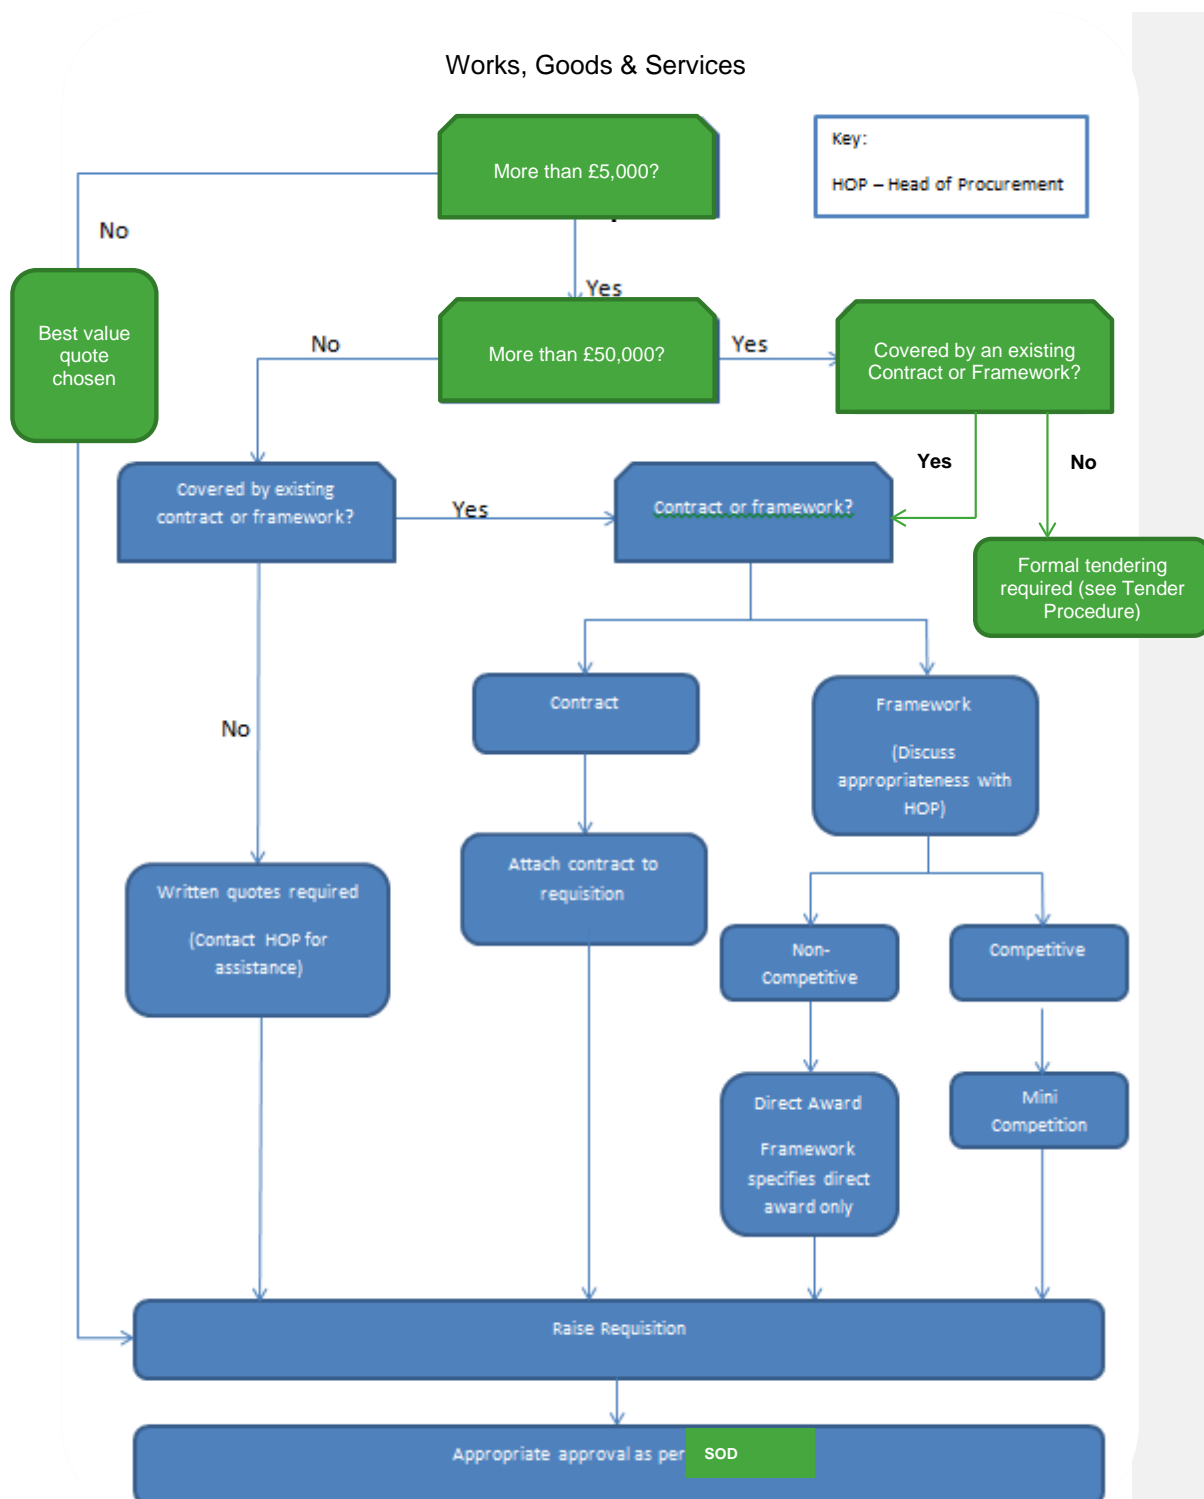 Works, Goods & Services
More than £5,000?
Key:
HOP – Head of Procurement
No
Yes
Best value
quote
chosen
No
More than £50,000?
Yes
Covered by an existing
Contract or Framework?
Yes
No
Covered by existing
contract or framework?
Yes
Contract or framework?
Formal tendering
required (see Tender
Procedure)
No
Contract
Framework
(Discuss
appropriateness with
HOP)
Written quotes required
(Contact HOP for
assistance)
Attach contract to
requisition
Non-
Competitive
Competitive
Direct Award
Framework
specifies direct
award only
Mini
Competition
Raise Requisition
Appropriate approval as per SOD